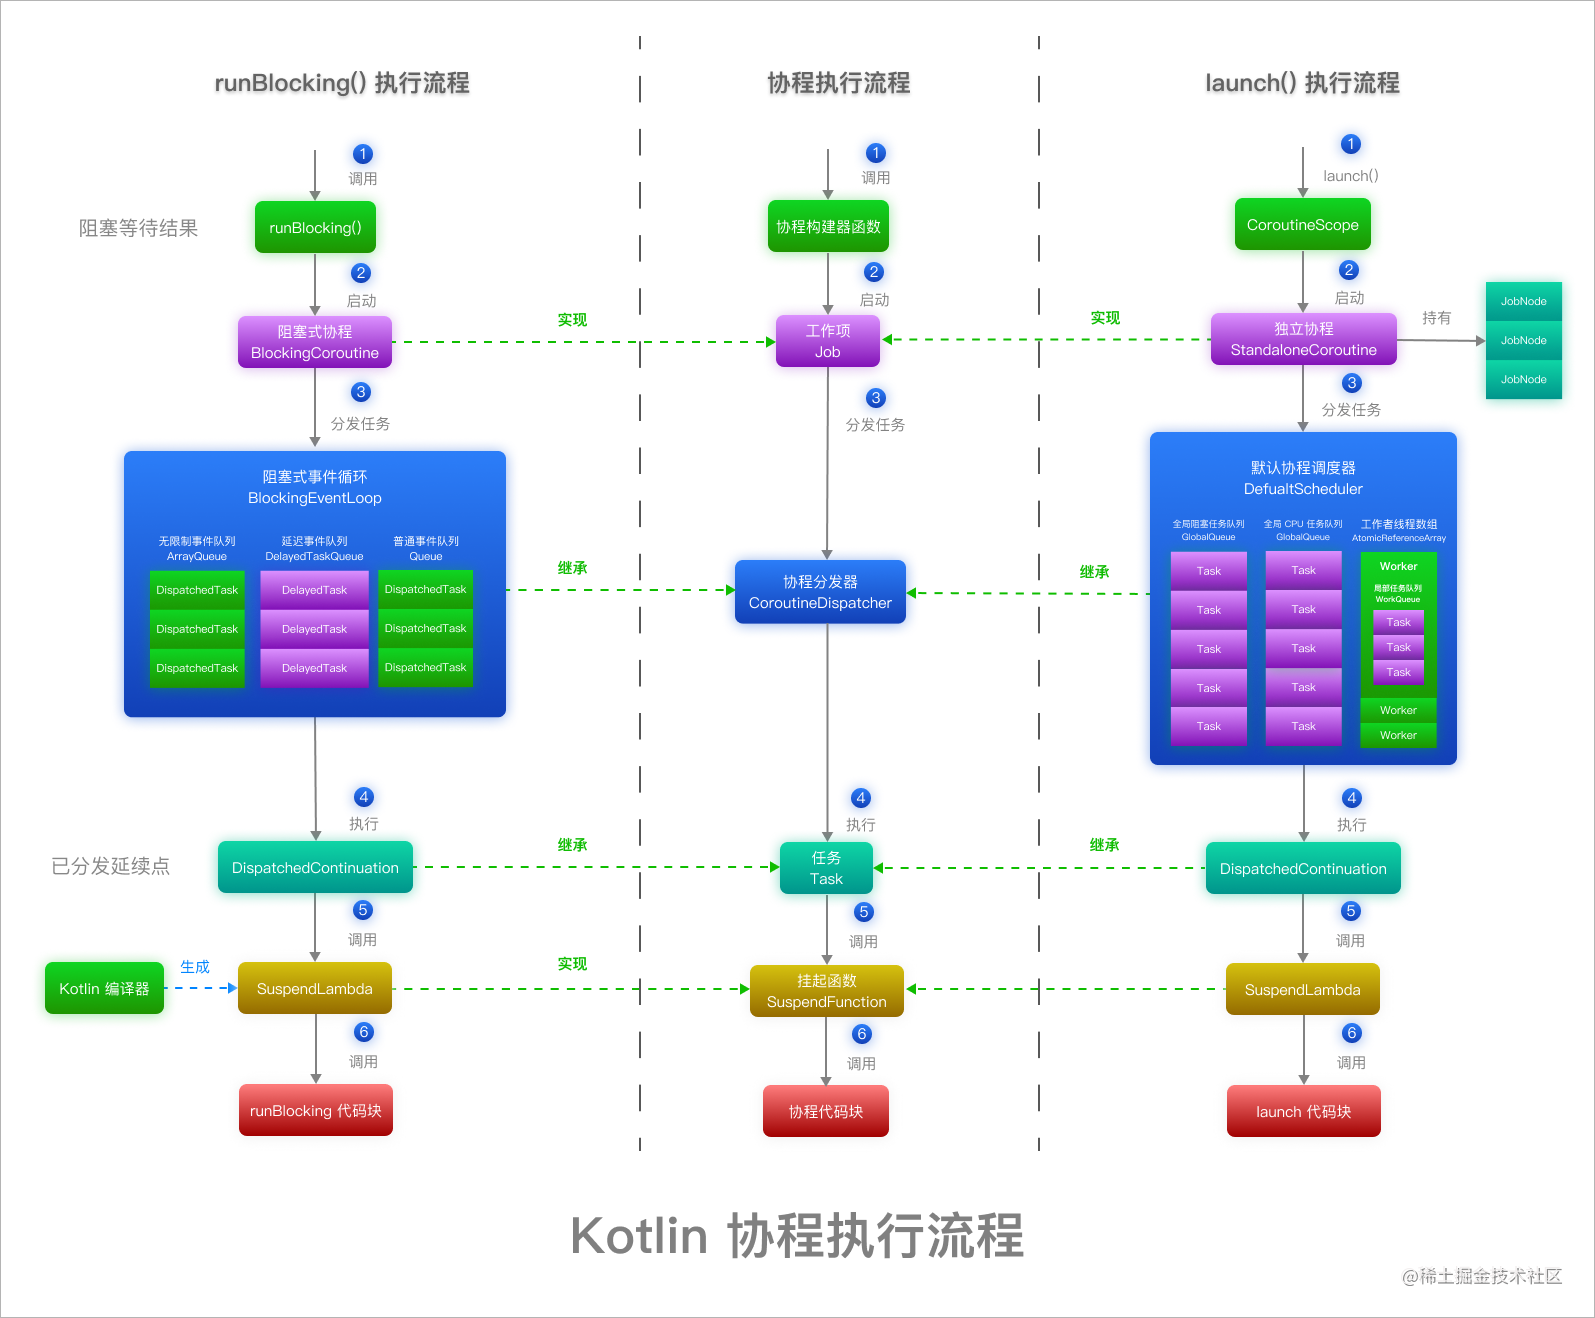 runBlocking() 执行流程
1
调用
阻塞等待结果
runBlocking()
2
启动
阻塞式协程
BlockingCoroutine
实现
3
分发任务
阻塞式事件循环
BlockingEventLoop
无限制事件队列
ArrayQueue
DispatchedTask
DispatchedTask
DispatchedTask
延迟事件队列
DelayedTaskQueue
DelayedTask
DelayedTask
DelayedTask
普通事件队列
Queue
DispatchedTask
DispatchedTask
DispatchedTask
继承
4
执行
已分发延续点
DispatchedContinuation
继承
5
调用
Kotlin 编译器
生成
SuspendLambda
实现
6
调用
runBlocking 代码块
协程执行流程
1
调用
协程构建器函数
2
启动
工作项
Job
3
分发任务
协程分发器
CoroutineDispatcher
4
执行
任务
Task
5
调用
挂起函数
SuspendFunction
6
调用
协程代码块
launch() 执行流程
1
launch()
CoroutineScope
2
启动
实现
独立协程
StandaloneCoroutine
持有
JobNode
JobNode
JobNode
3
分发任务
默认协程调度器
DefualtScheduler
全局阻塞任务队列
GlobalQueue
Task
Task
Task
Task
Task
全局 CPU 任务队列
GlobalQueue
Task
Task
Task
Task
Task
工作者线程数组
AtomicReferenceArray
Worker
局部任务队列
WorkQueue
Task
Task
Task
Worker
Worker
继承
4
执行
继承
DispatchedContinuation
5
调用
SuspendLambda
6
调用
launch 代码块
Kotlin 协程执行流程
@稀土掘金技术社区